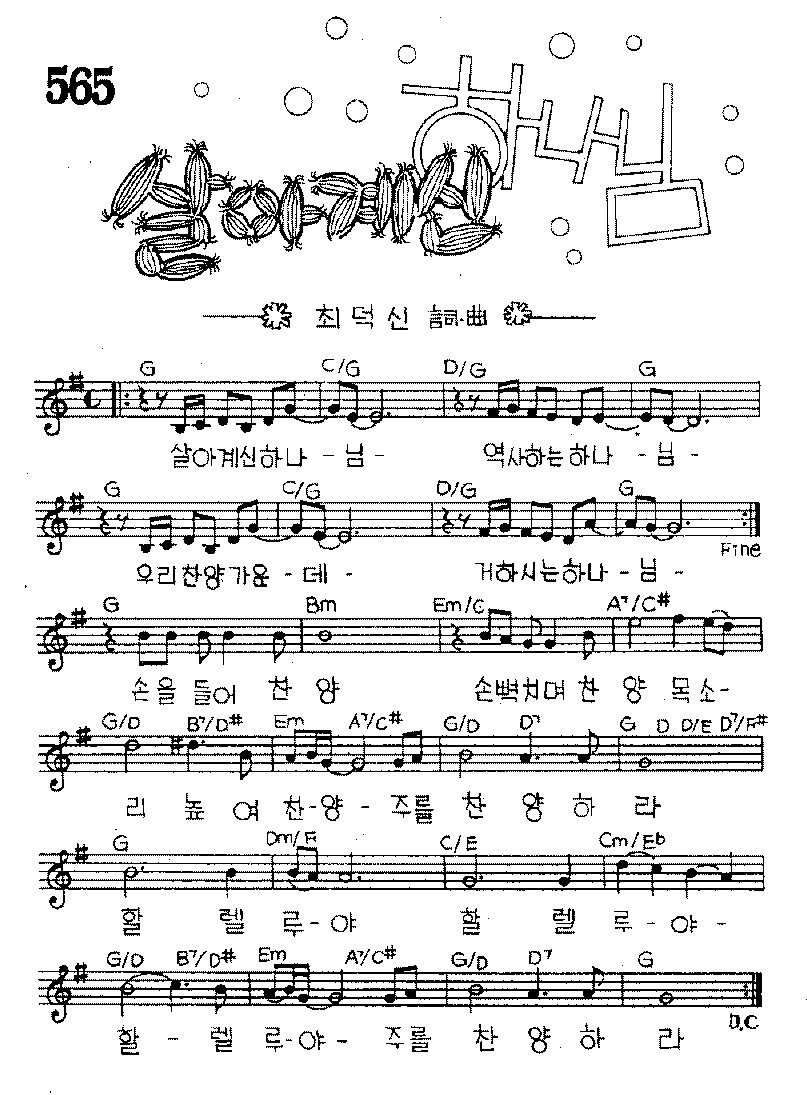 565
살아계신
하나님
최덕신 詞.曲
G C/G D/G G
살아계신하나 - 님 - 역사하는하나 - 님 -
G C/G D/G G
Fine
우리찬양가운 - 데 - 거하시는하나 - 님 -
G Bm Em/C A7/C#
손을 들어 찬 양 손뼉치며 찬 양 목소-
G/D B7/D# Em A7/C# G/D D7 G D D/E D7/F#
리 높 여 찬-양 - 주를 찬 양 하 라
G Dm/F C/E Cm/Eb
할 렐 루-야 할 렐 루-야-
G/D B7/D# Em A7/C# G/D D7 G
D.C
할 - 렐 루-야 - 주를 찬 양 하 라